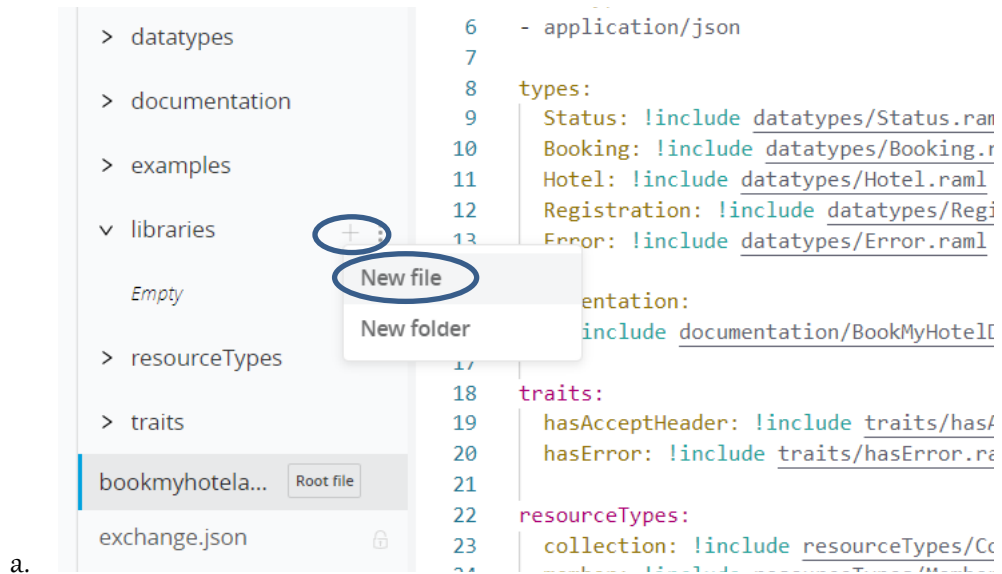 datatypes
documentation
examples
libraries
Empty
resourceTypes
traits
bookmyhotela... Root file
exchange.json
a.
New file
New folder
6 - application/json
7
8 types:
9 Status: !include datatypes/Status.ram
10 Booking: !include datatypes/Booking.r
11 Hotel: !include datatypes/Hotel.raml
12 Registration: !include datatypes/Regi
13 Error: !include datatypes/Error.raml
entation:
include documentation/BookMyHotelD
17
18 traits:
19 hasAcceptHeader: !include traits/hasA
20 hasError: !include traits/hasError.ra
21
22 resourceTypes:
23 collection: !include resourceTypes/Co